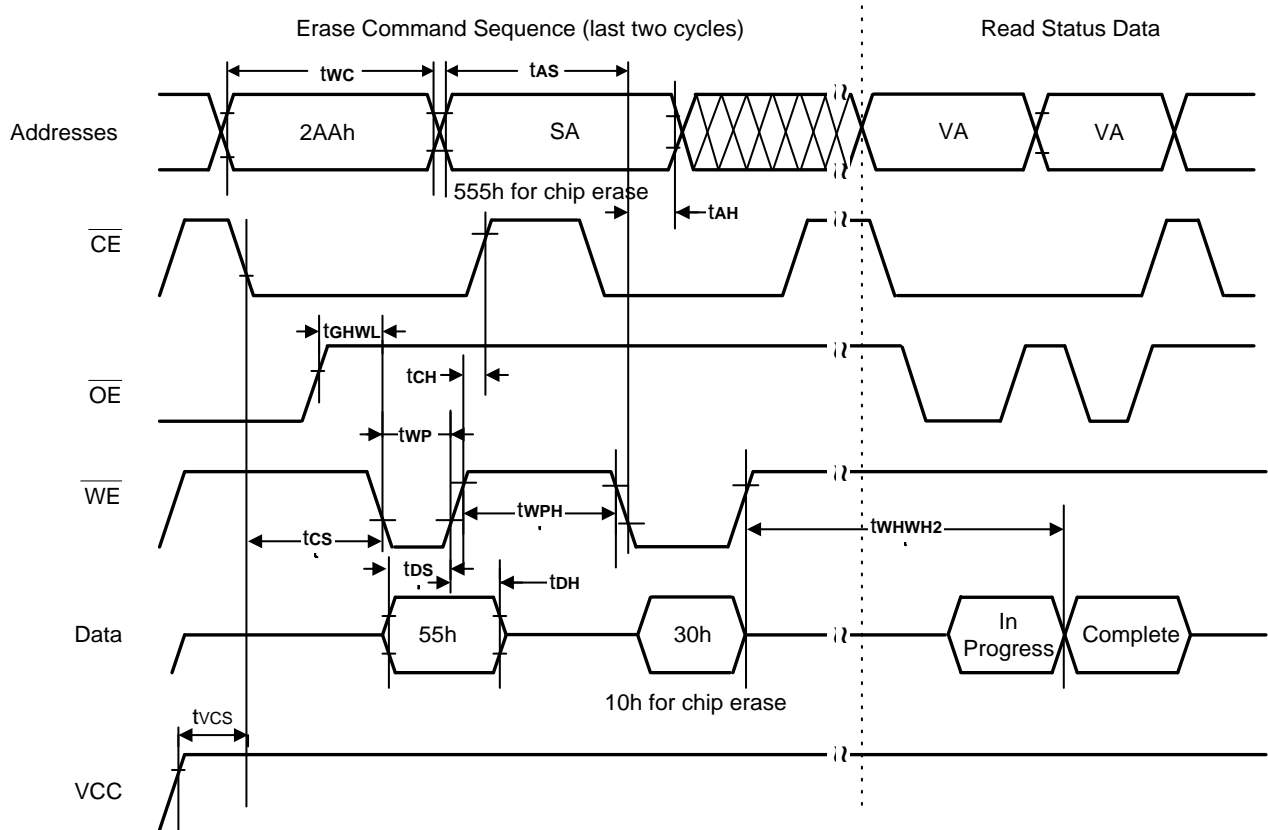 Erase Command Sequence (last two cycles)
Read Status Data
tWC
tAS
Addresses
2AAh
SA
VA
VA
555h for chip erase
tAH
CE
tGHWL
tCH
OE
tWP
WE
tWPH
tWHWH2
tCS
tDS
tDH
Data
55h
30h
In
Progress
Complete
10h for chip erase
tVCS
VCC